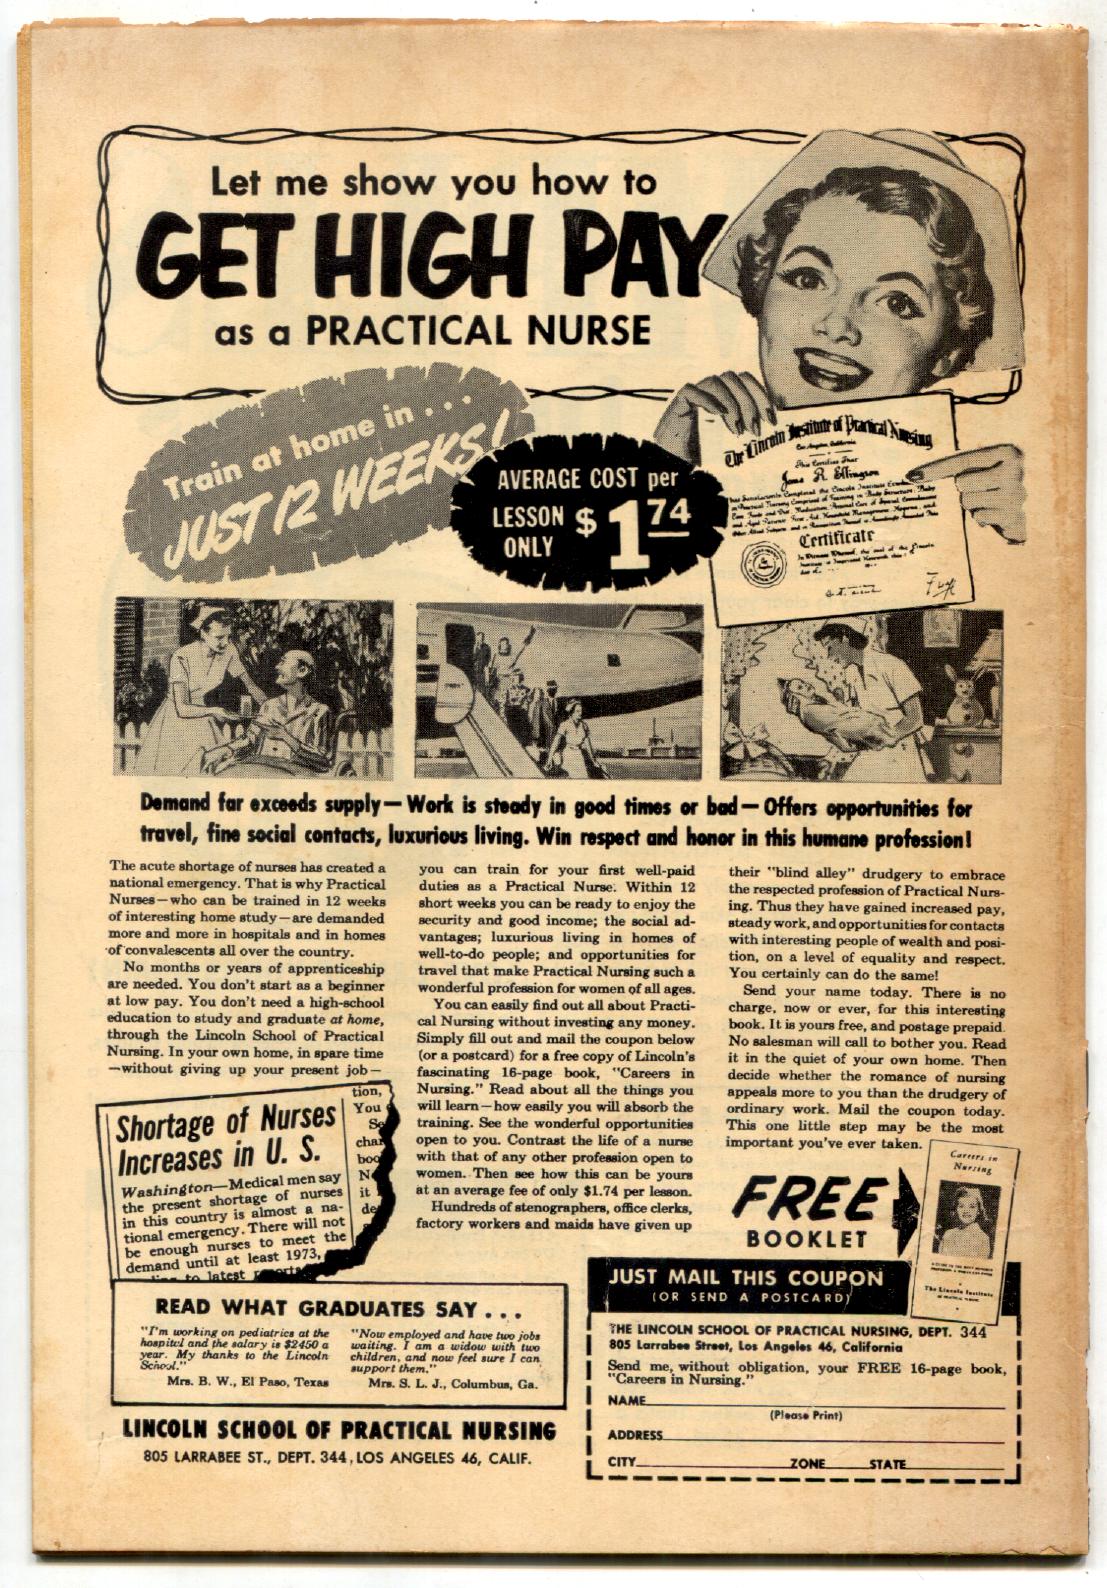 Let me show you how to
GET HIGH PAY
as a PRACTICAL NURSE
Train at home in . . .
JUST 12 WEEKS!
AVERAGE COST per
LESSON
ONLY
$1 74
The Lincoln Institute of Practical Nursing
Los Angeles, California
This Certifies That
Jane R. Ellington
Certificate
Demand far exceeds supply—Work is steady in good times or bad—Offers opportunities for
travel, fine social contacts, luxurious living. Win respect and honor in this humane profession!
The acute shortage of nurses has created a
national emergency. That is why Practical
Nurses—who can be trained in 12 weeks
of interesting home study—are demanded
more and more in hospitals and in homes
of convalescents all over the country.
No months or years of apprenticeship
are needed. You don't start as a beginner
at low pay. You don't need a high-school
education to study and graduate at home,
through the Lincoln School of Practical
Nursing. In your own home, in spare time
—without giving up your present job—
you can train for your first well-paid
duties as a Practical Nurse. Within 12
short weeks you can be ready to enjoy the
security and good income; the social ad-
vantages; luxurious living in homes of
well-to-do people; and opportunities for
travel that make Practical Nursing such a
wonderful profession for women of all ages.
You can easily find out all about Practi-
cal Nursing without investing any money.
Simply fill out and mail the coupon below
(or a postcard) for a free copy of Lincoln's
fascinating 16-page book, "Careers in
Nursing." Read about all the things you
will learn—how easily you will absorb the
training. See the wonderful opportunities
open to you. Contrast the life of a nurse
with that of any other profession open to
women. Then see how this can be yours
at an average fee of only $1.74 per lesson.
Hundreds of stenographers, office clerks,
factory workers and maids have given up
their "blind alley" drudgery to embrace
the respected profession of Practical Nurs-
ing. Thus they have gained increased pay,
steady work, and opportunities for contacts
with interesting people of wealth and posi-
tion, on a level of equality and respect.
You certainly can do the same!
Send your name today. There is no
charge, now or ever, for this interesting
book. It is yours free, and postage prepaid.
No salesman will call to bother you. Read
it in the quiet of your own home. Then
decide whether the romance of nursing
appeals more to you than the drudgery of
ordinary work. Mail the coupon today.
This one little step may be the most
important you've ever taken.
Shortage of Nurses
Increases in U. S.
Washington—Medical men say
the present shortage of nurses
in this country is almost a na-
tional emergency. There will not
be enough nurses to meet the
demand until at least 1973,
to latest reports
tion,
You
Se
char
boo
N
it
de
READ WHAT GRADUATES SAY . . .
"I'm working on pediatrics at the
hospital and the salary is $2450 a
year. My thanks to the Lincoln
School."
Mrs. B. W., El Paso, Texas
"Now employed and have two jobs
waiting. I am a widow with two
children, and now feel sure I can
support them."
Mrs. S. L. J., Columbus, Ga.
LINCOLN SCHOOL OF PRACTICAL NURSING
805 LARRABEE ST., DEPT. 344, LOS ANGELES 46, CALIF.
FREE
BOOKLET
Careers in
Nursing
The Lincoln Institute
JUST MAIL THIS COUPON
(OR SEND A POSTCARD)
THE LINCOLN SCHOOL OF PRACTICAL NURSING, DEPT. 344
805 Larrabee Street, Los Angeles 46, California
Send me, without obligation, your FREE 16-page book,
"Careers in Nursing."
NAME
(Please Print)
ADDRESS
CITY ZONE STATE